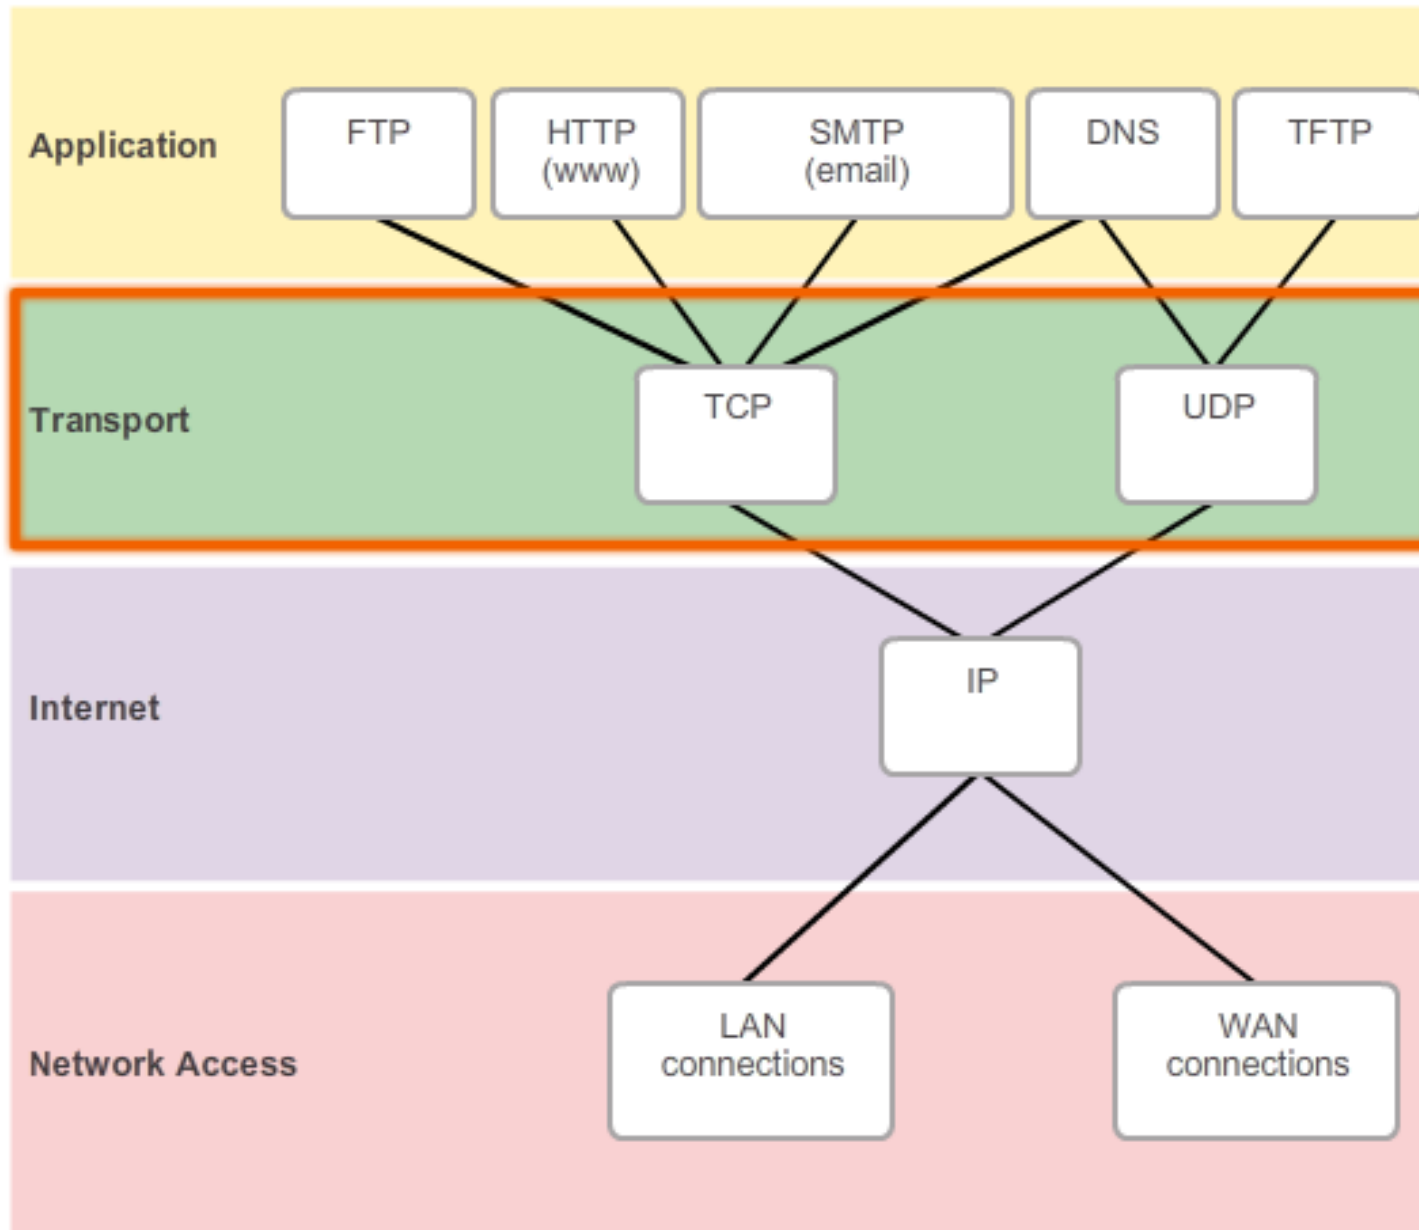 Application
FTP
HTTP
(www)
SMTP
(email)
DNS
TFTP
Transport
TCP
UDP
Internet
IP
Network Access
LAN
connections
WAN
connections